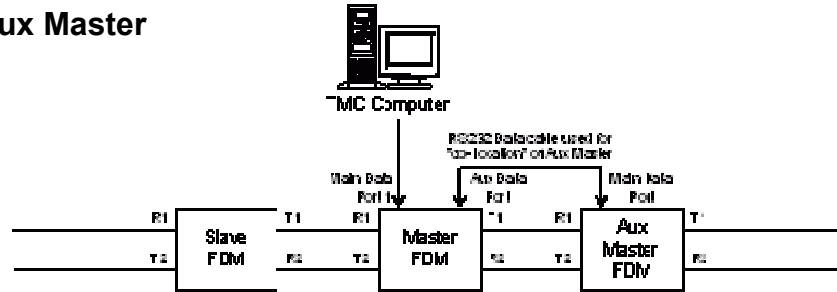 ux Master
TMC Computer
RS232 Data cable used for
"co-location" of Aux Master
Main Data
Port
Aux Data
Port
Main Data
Port
R1
T2
Slave
FDM
T1
R2
R1
T2
Master
FDM
T1
R2
R1
T2
Aux
Master
FDM
T1
R2